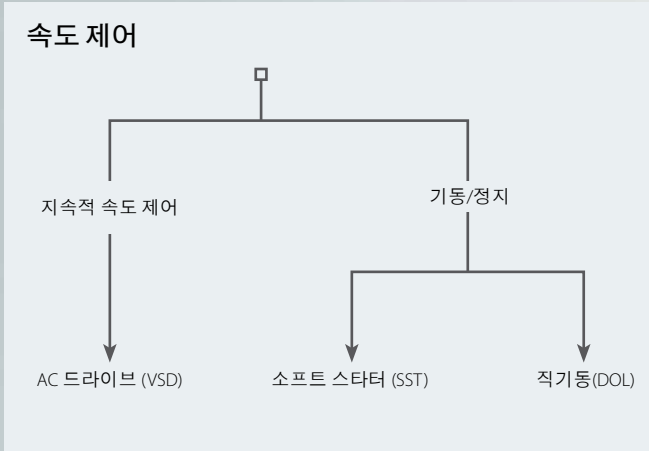 속도 제어
지속적 속도 제어
기동/정지
AC 드라이브 (VSD)
소프트 스타터 (SST)
직기동(DOL)